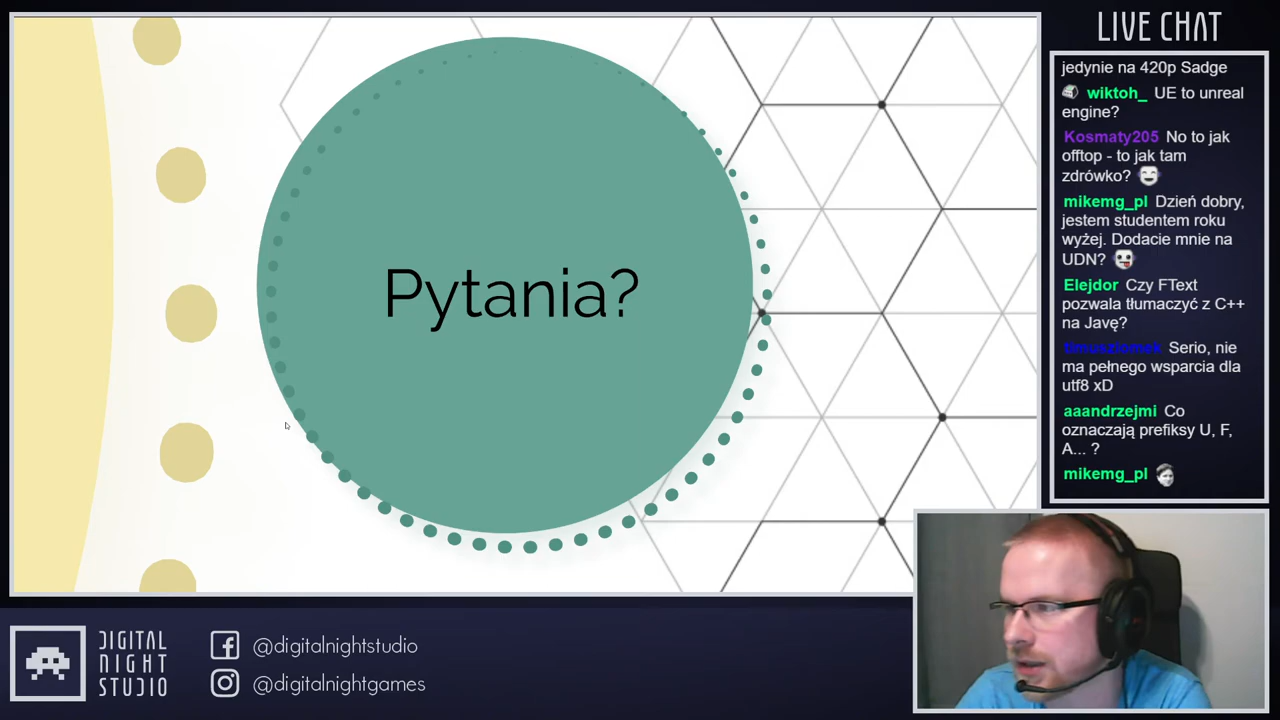 Pytania?
LIVE CHAT
jedynie na 420p Sadge
wiktoh_ UE to unreal
engine?
Kosmaty205 No to jak
offtop - to jak tam
zdrówko?
mikemg_pl Dzień dobry,
jestem studentem roku
wyżej. Dodacie mnie na
UDN?
Elejdor Czy FText
pozwala tłumaczyć z C++
na Javę?
timusziomek Serio, nie
ma pełnego wsparcia dla
utf8 xD
aaandrzejmi Co
oznaczają prefiksy U, F,
A... ?
mikemg_pl
DIGITAL
NIGHT
STUDIO
@digitalnightstudio
@digitalnightgames